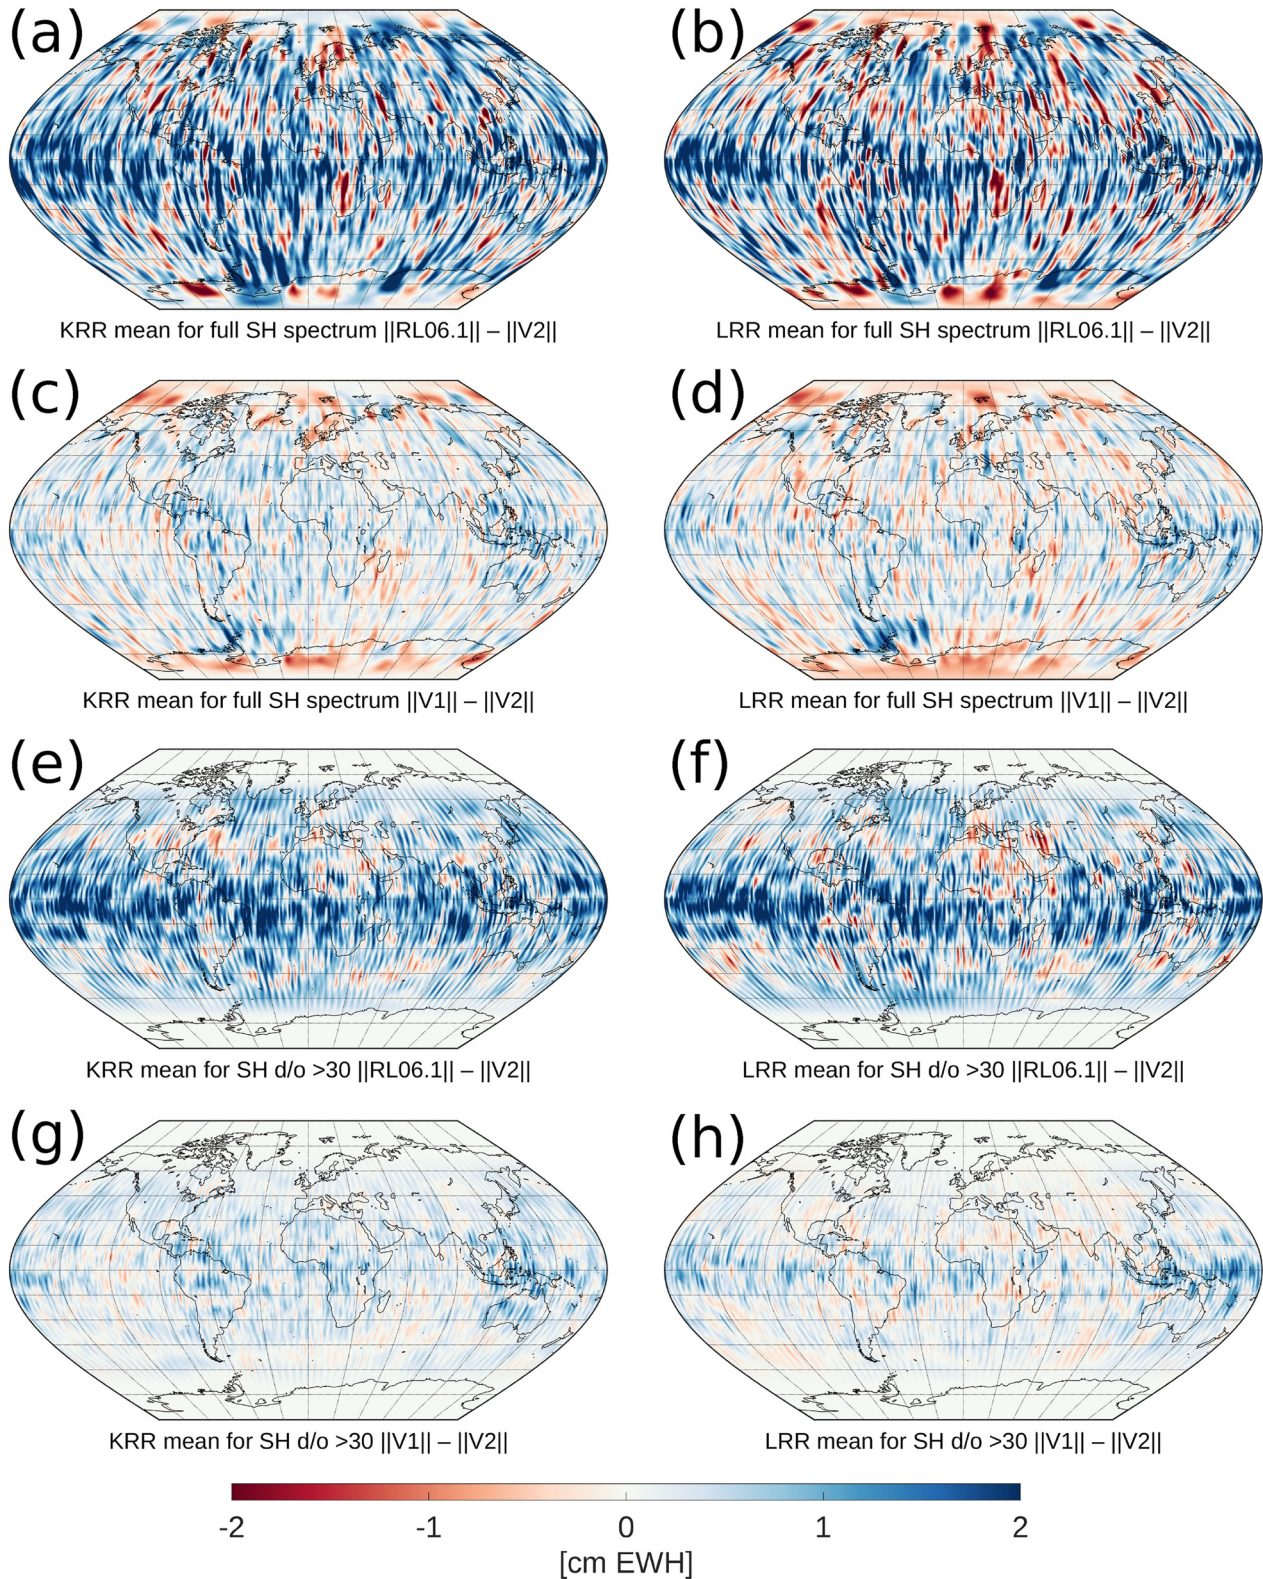 (a)
(b)
KRR mean for full SH spectrum ||RL06.1|| – ||V2||
LRR mean for full SH spectrum ||RL06.1|| – ||V2||
(c)
(d)
KRR mean for full SH spectrum ||V1|| – ||V2||
LRR mean for full SH spectrum ||V1|| – ||V2||
(e)
(f)
KRR mean for SH d/o >30 ||RL06.1|| – ||V2||
LRR mean for SH d/o >30 ||RL06.1|| – ||V2||
(g)
(h)
KRR mean for SH d/o >30 ||V1|| – ||V2||
LRR mean for SH d/o >30 ||V1|| – ||V2||
-2 -1 0 1 2
[cm EWH]